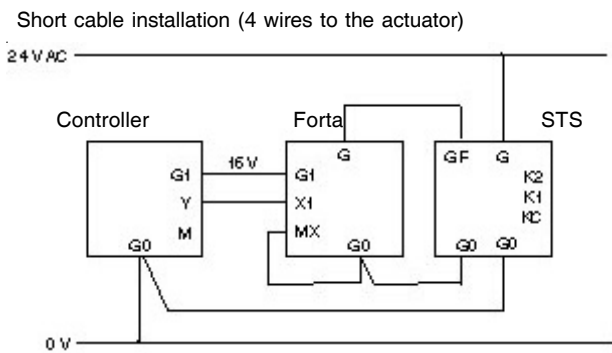 Short cable installation (4 wires to the actuator)
24 V AC
Controller
Forta
STS
G1
Y
M
G0
16 V
G
G1
X1
MX
G0
GF
G
K2
K1
KC
G0
G0
0 V